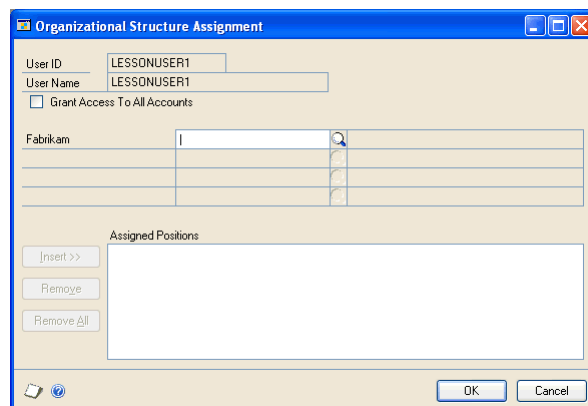 Organizational Structure Assignment
User ID LESSONUSER1
User Name LESSONUSER1
Grant Access To All Accounts
Fabrikam
Assigned Positions
Insert >>
Remove
Remove All
OK Cancel